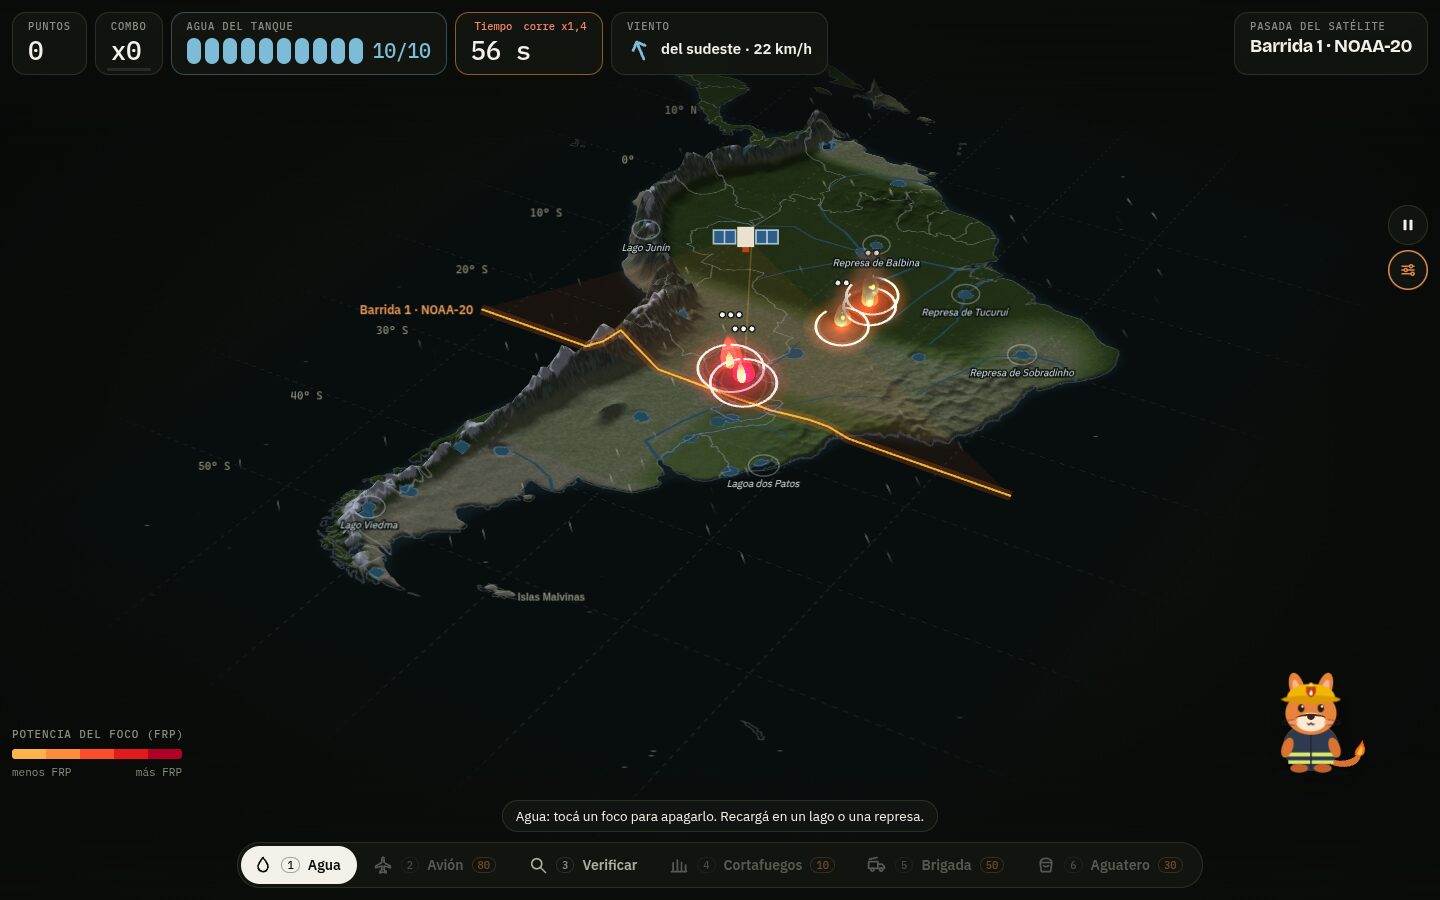 PUNTOS
0
COMBO
x0
AGUA DEL TANQUE
10/10
Tiempo corre x1,4
56 s
VIENTO
del sudeste · 22 km/h
PASADA DEL SATÉLITE
Barrida 1 · NOAA-20
10° N
0°
10° S
20° S
30° S
40° S
50° S
Lago Junín
Represa de Balbina
Represa de Tucuruí
Represa de Sobradinho
Barrida 1 · NOAA-20
Lagoa dos Patos
Lago Viedma
Islas Malvinas
POTENCIA DEL FOCO (FRP)
menos FRP
más FRP
Agua: tocá un foco para apagarlo. Recargá en un lago o una represa.
1 Agua
2 Avión 80
3 Verificar
4 Cortafuegos 10
5 Brigada 50
6 Aguatero 30